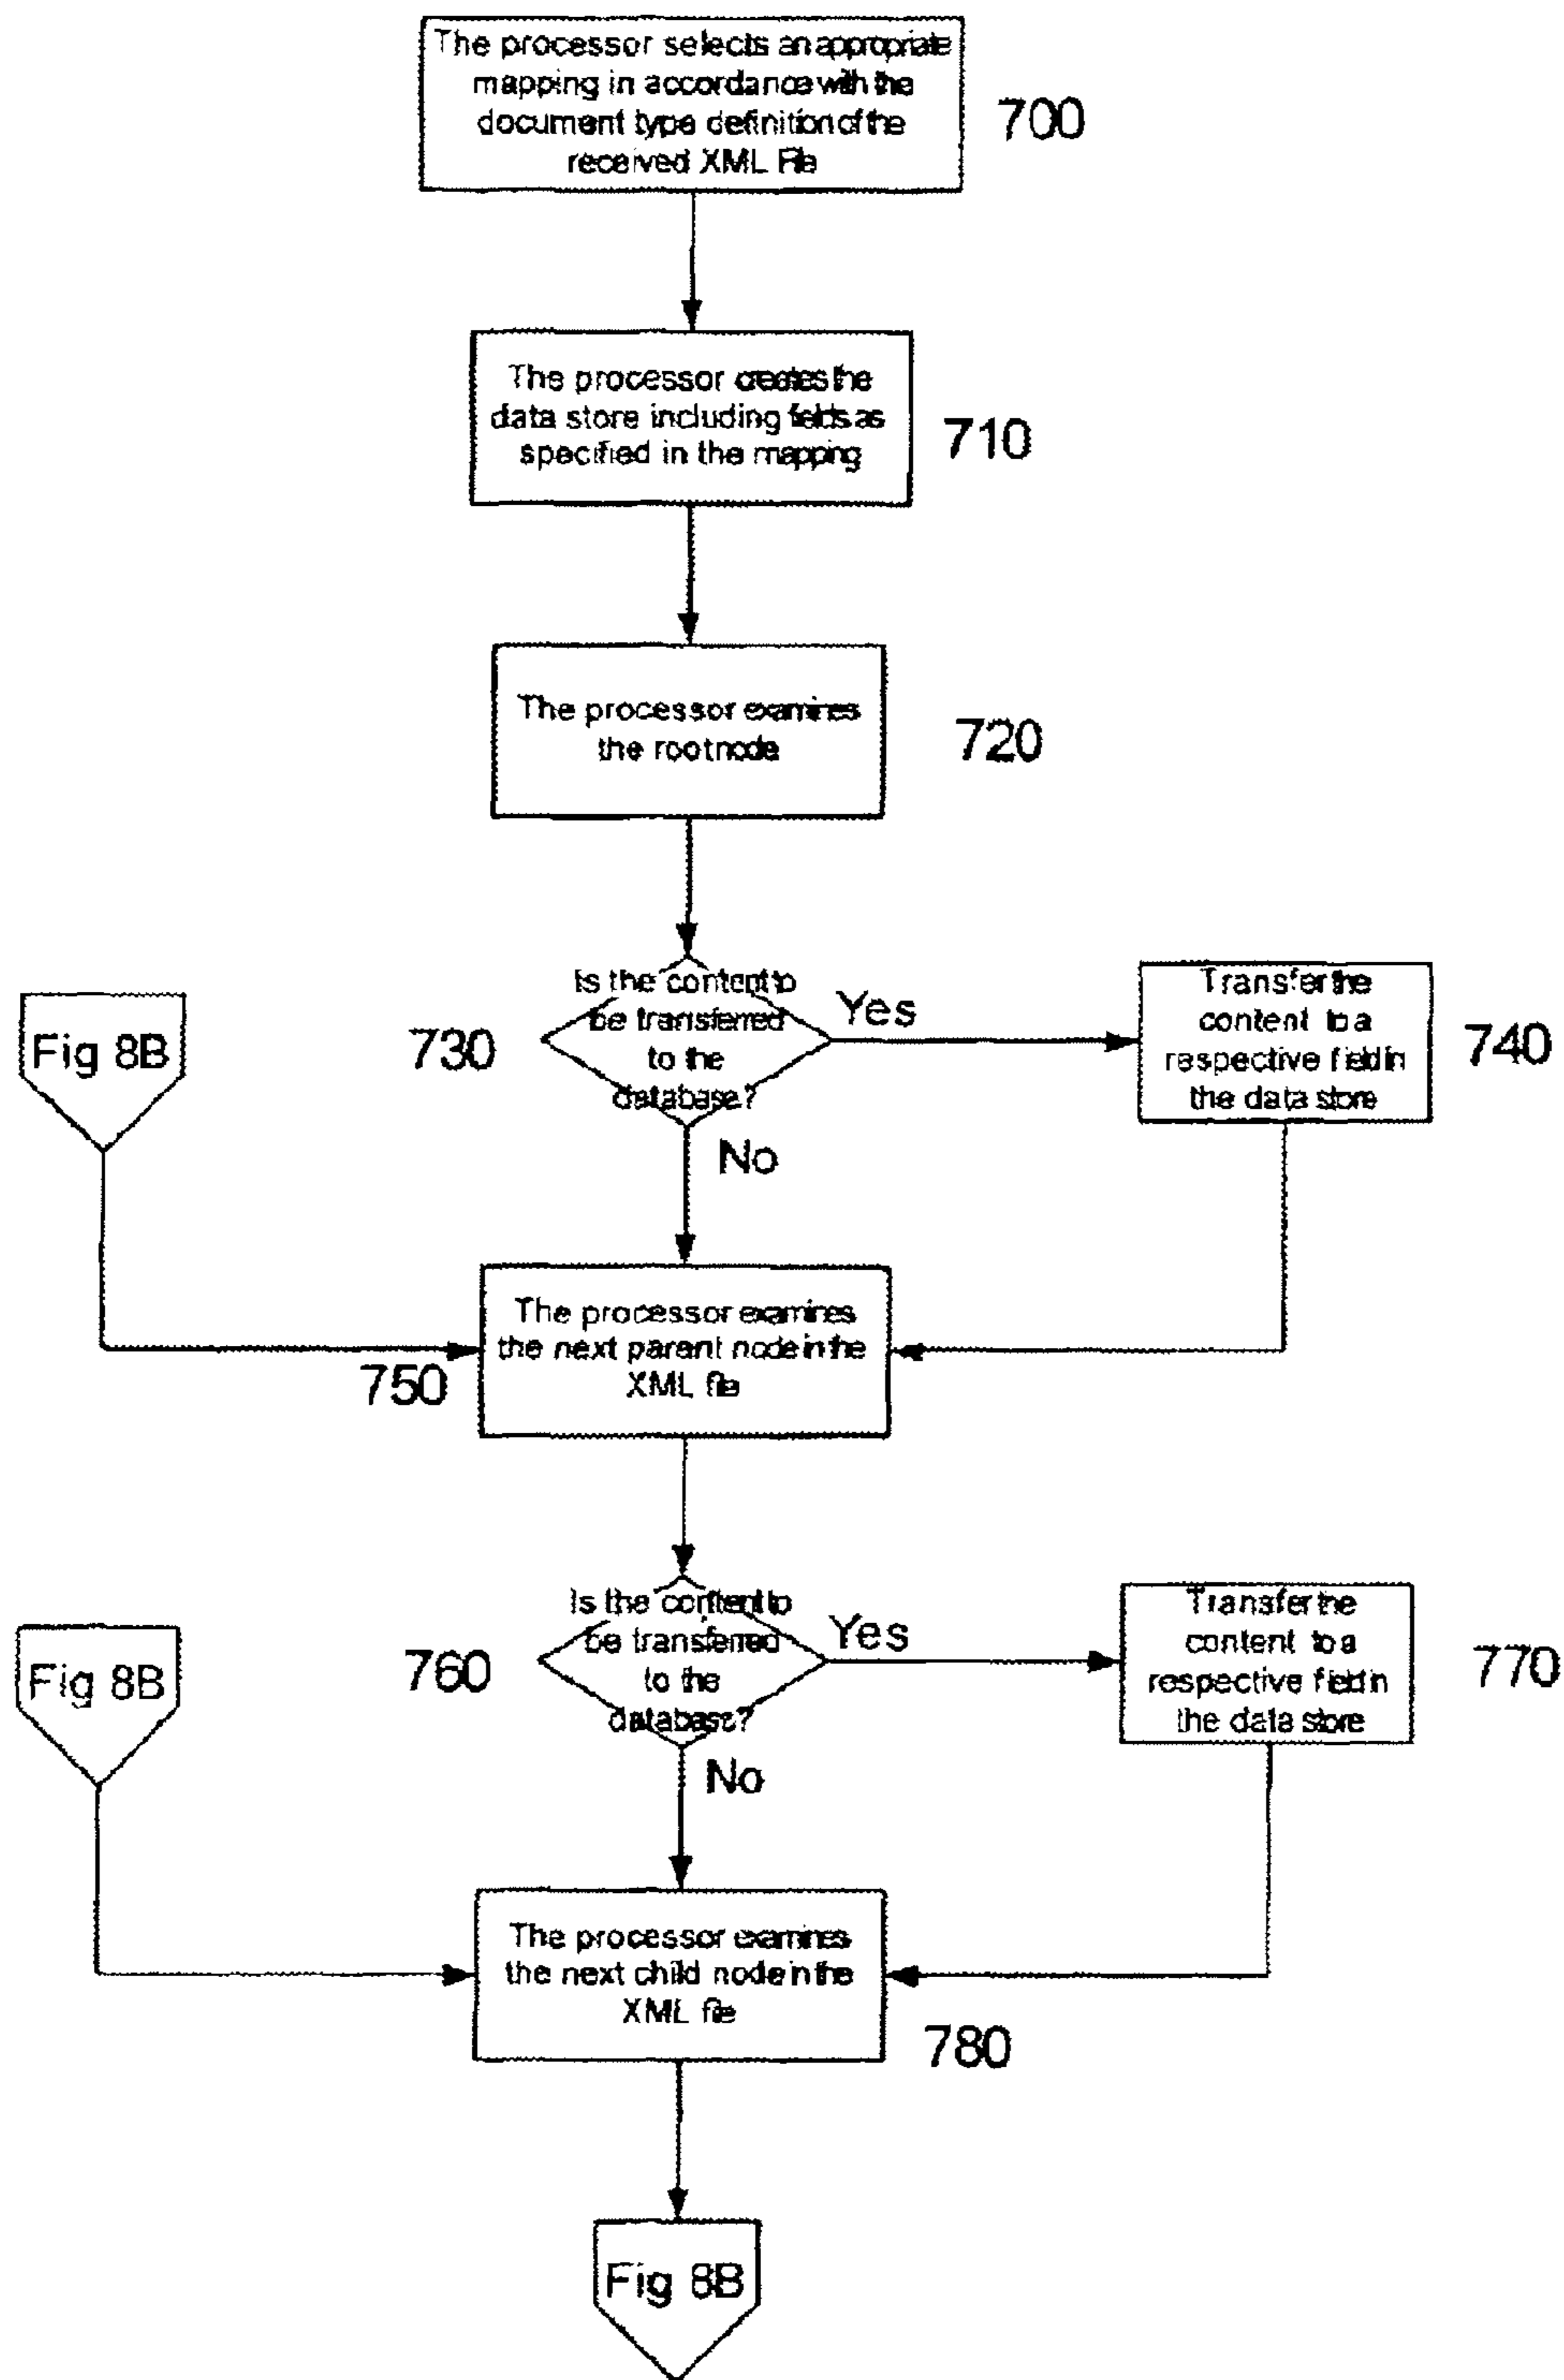 The processor selects an appropriate
mapping in accordance with the
document type definition of the
received XML File
700
The processor creates the
data store including fields as
specified in the mapping
710
The processor examines
the root node
720
Is the content to
be transferred
to the
database?
730
Yes
No
Transfer the
content to a
respective field in
the data store
740
Fig 8B
The processor examines
the next parent node in the
XML file
750
Is the content to
be transferred
to the
database?
760
Yes
No
Transfer the
content to a
respective field in
the data store
770
Fig 8B
The processor examines
the next child node in the
XML file
780
Fig 8B